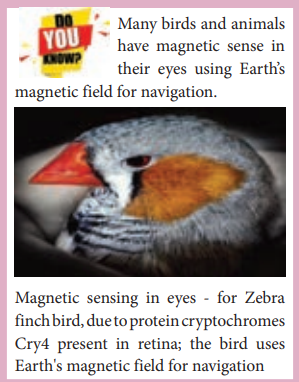 DO
YOU
KNOW?
Many birds and animals
have magnetic sense in
their eyes using Earth’s
magnetic field for navigation.
Magnetic sensing in eyes - for Zebra
finch bird, due to protein cryptochromes
Cry4 present in retina; the bird uses
Earth's magnetic field for navigation